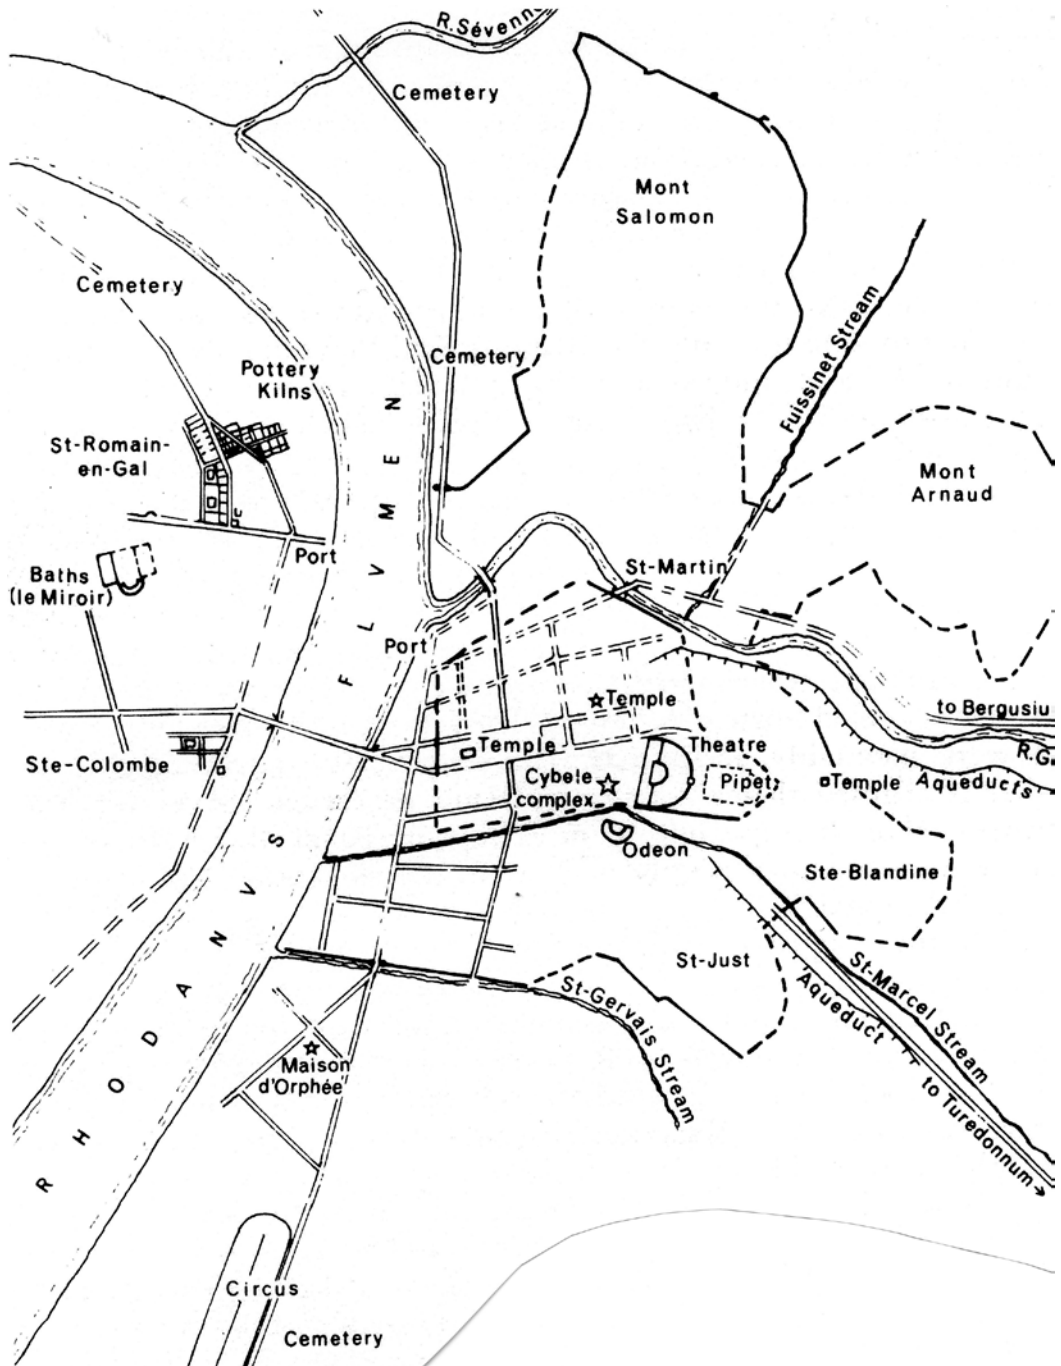 R. Sévenne
Cemetery
Mont
Salomon
Cemetery
Fuissinet Stream
Cemetery
Pottery
Kilns
St-Romain-
en-Gal
Mont
Arnaud
Port
St-Martin
Baths
(le Miroir)
Port
FLVMEN
Temple
to Bergusiu
Temple
Theatre
R.G.
Ste-Colombe
Cybele
complex
Pipet
Temple
Aqueducts
Odeon
Ste-Blandine
St-Just
St-Marcel Stream
St-Gervais Stream
Aqueduct
to Turedonnum
Maison
d'Orphée
RHODANVS
Circus
Cemetery